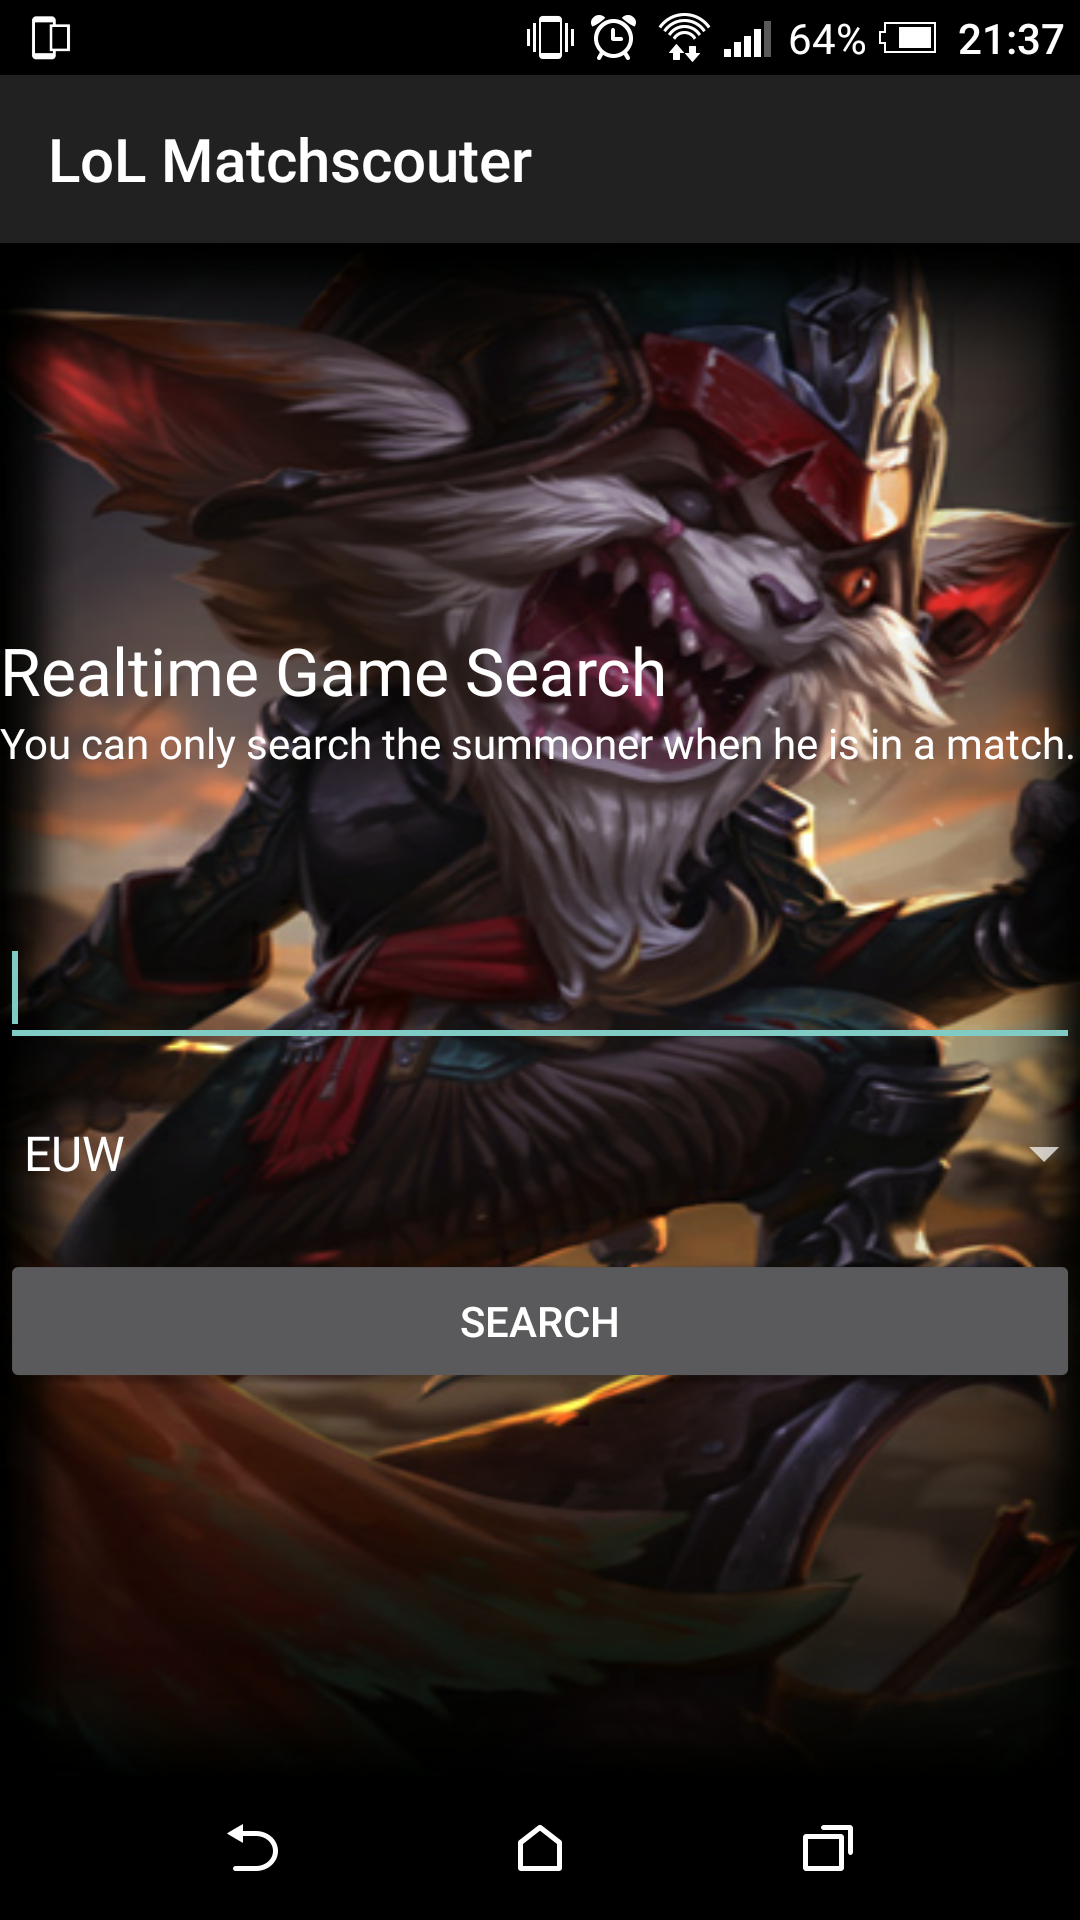 64% 21:37
LoL Matchscouter
Realtime Game Search
You can only search the summoner when he is in a match.
EUW
SEARCH